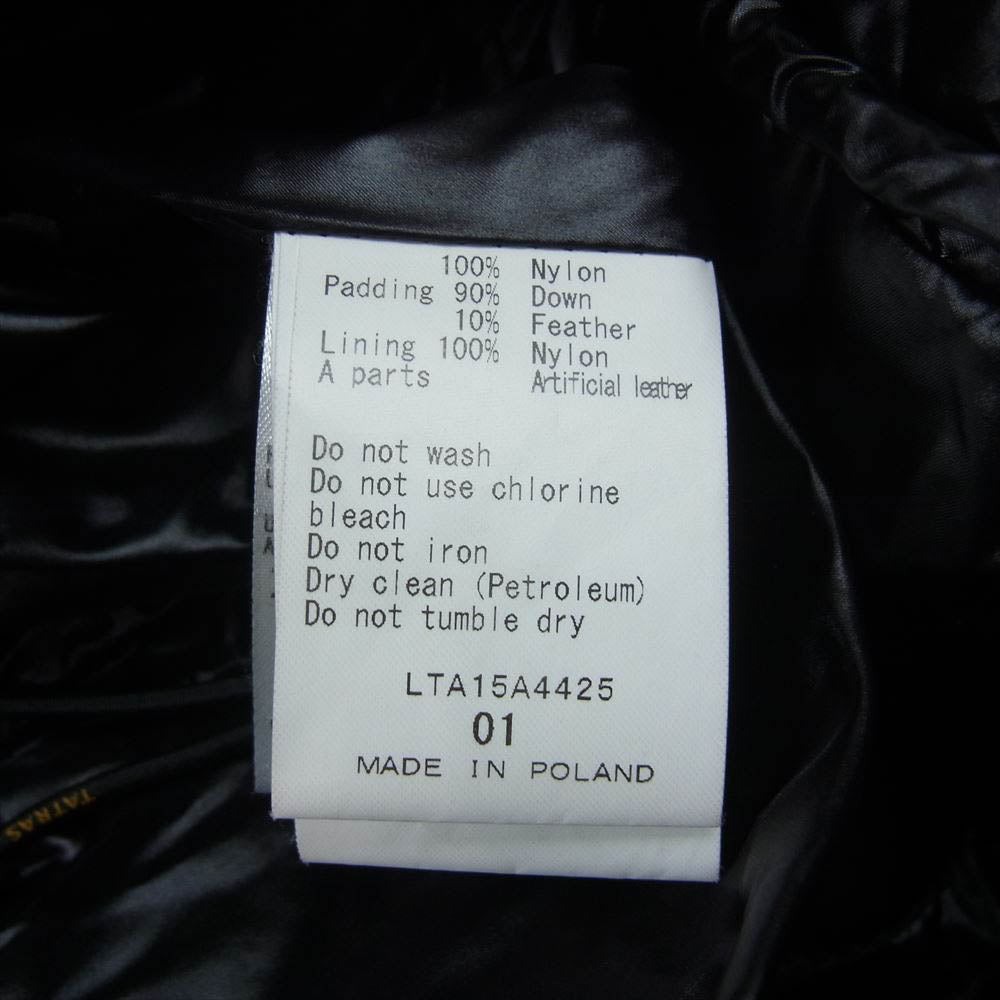 100% Nylon
Padding 90% Down
10% Feather
Lining 100% Nylon
A parts Artificial leather
Do not wash
Do not use chlorine
bleach
Do not iron
Dry clean (Petroleum)
Do not tumble dry
LTA15A4425
01
MADE IN POLAND
TATRAS